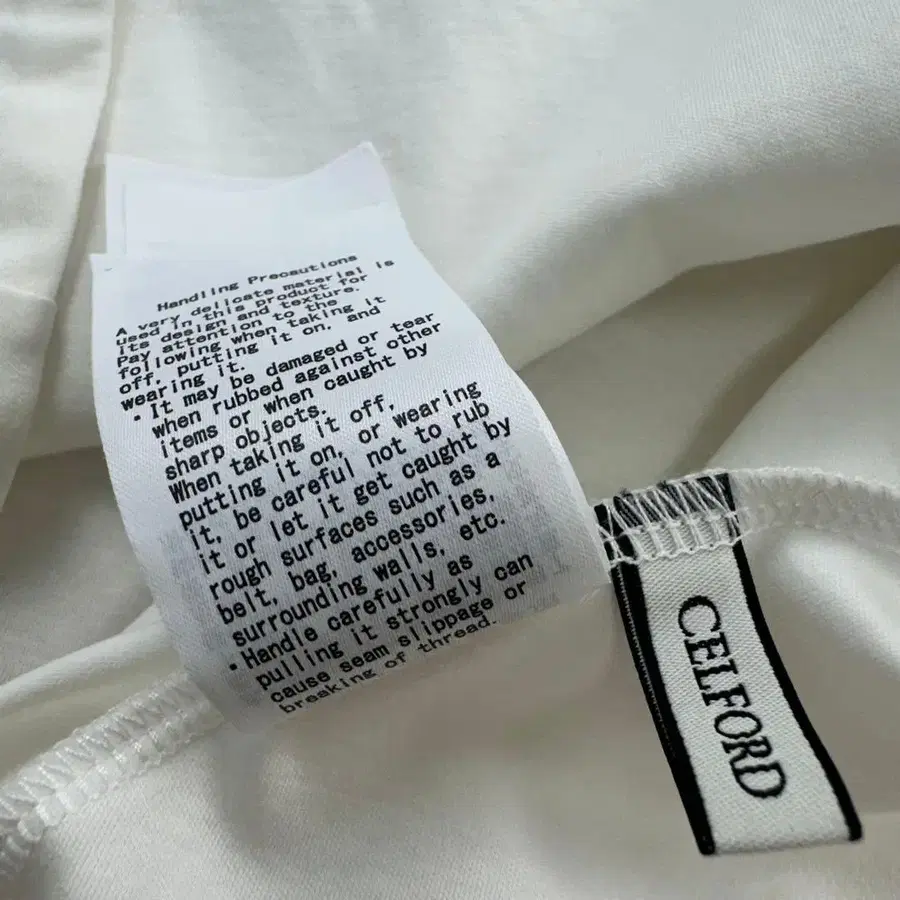 Handling Precautions
A very delicate material is
used in this product for
its design and texture.
Pay attention to the
following when taking it
off, putting it on, and
wearing it.
・It may be damaged or tear
when rubbed against other
items or when caught by
sharp objects.
When taking it off,
putting it on, or wearing
it, be careful not to rub
it or let it get caught by
rough surfaces such as a
belt, bag, accessories,
surrounding walls, etc.
・Handle carefully as
pulling it strongly can
cause seam slippage or
breaking of thread.
CELFORD